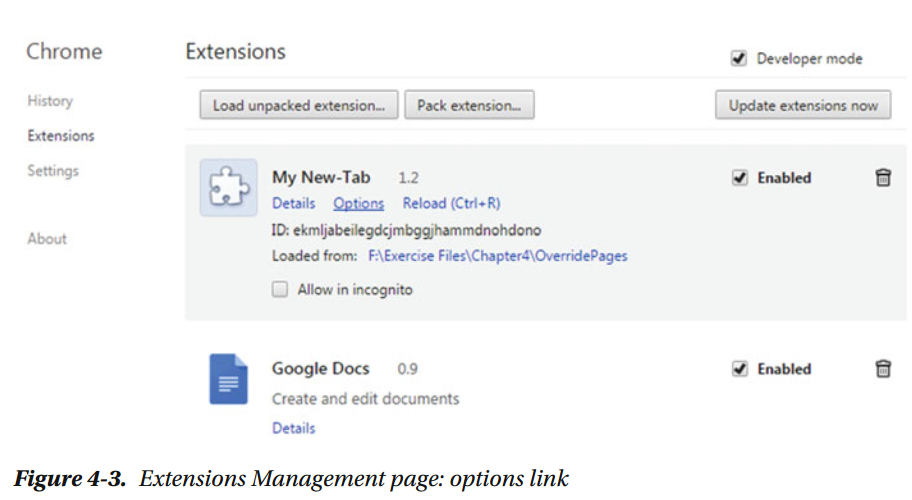 Chrome
Extensions
Developer mode
History
Extensions
Settings
About
Load unpacked extension...
Pack extension...
Update extensions now
My New-Tab 1.2
Enabled
Details Options Reload (Ctrl+R)
ID: ekmljabeilegdcjmbggjhammdnohdono
Loaded from: F:\Exercise Files\Chapter4\OverridePages
Allow in incognito
Google Docs 0.9
Enabled
Create and edit documents
Details
Figure 4-3. Extensions Management page: options link